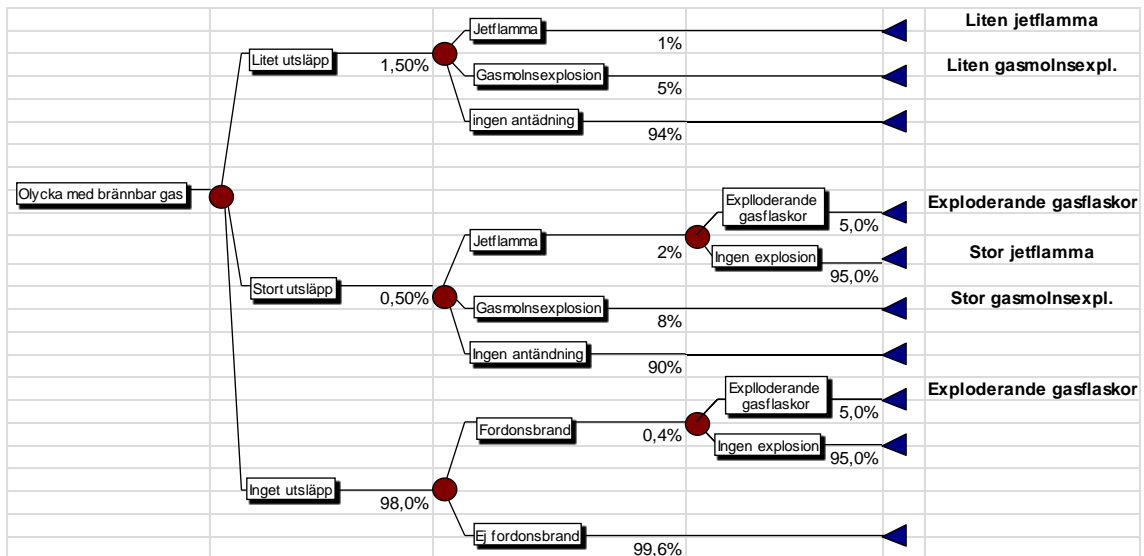 Jetflamma
1%
Liten jetflamma
Litet utsläpp
1,50%
Gasmolnsexplosion
5%
Liten gasmolnsexpl.
ingen antädning
94%
Olycka med brännbar gas
Explloderande
gasflaskor
5,0%
Exploderande gasflaskor
Jetflamma
2%
Ingen explosion
95,0%
Stor jetflamma
Stort utsläpp
0,50%
Gasmolnsexplosion
8%
Stor gasmolnsexpl.
Ingen antändning
90%
Explloderande
gasflaskor
5,0%
Exploderande gasflaskor
Fordonsbrand
0,4%
Ingen explosion
95,0%
Inget utsläpp
98,0%
Ej fordonsbrand
99,6%